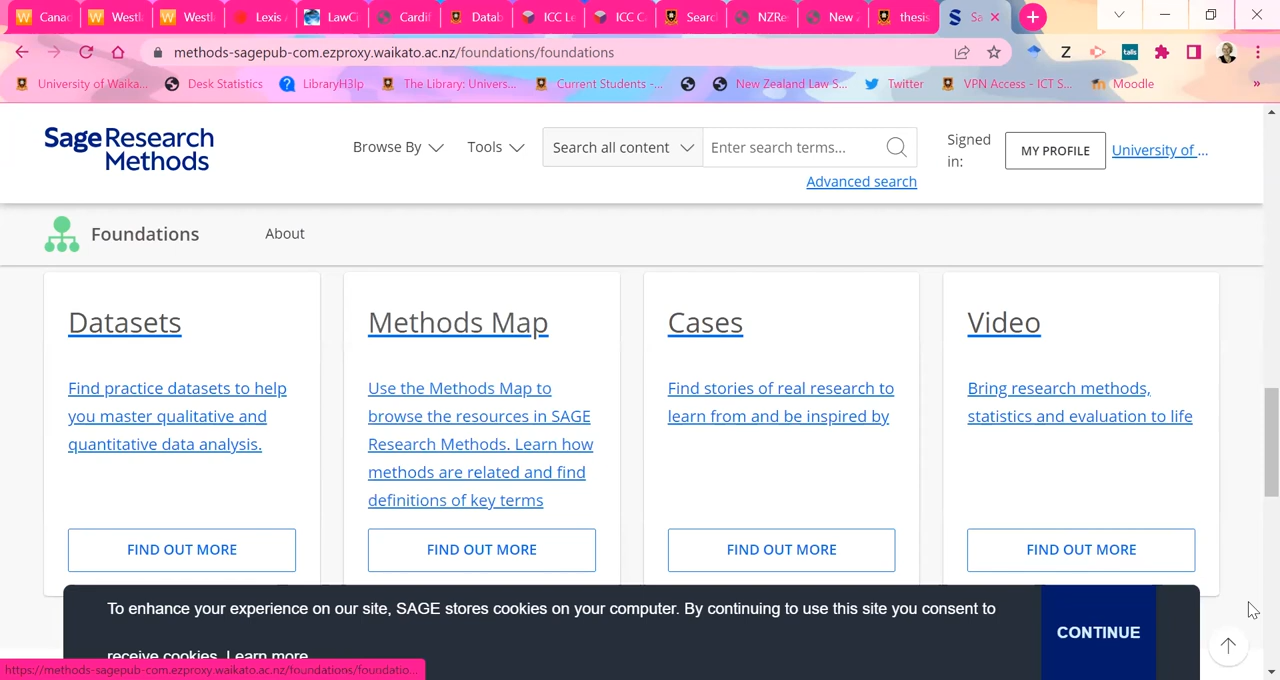 Canac
Westl
Westl
Lexis
LawC
Cardif
Datab
ICC Le
ICC C
Searc
NZRe
New
thesis
methods-sagepub-com.ezproxy.waikato.ac.nz/foundations/foundations
University of Waika...
Desk Statistics
LibraryH3lp
The Library: Univers...
Current Students -...
New Zealand Law S...
Twitter
VPN Access - ICT S...
Moodle
Sage Research
Methods
Browse By
Tools
Search all content
Enter search terms...
Advanced search
Signed
in:
MY PROFILE
University of ...
Foundations
About
Datasets
Find practice datasets to help
you master qualitative and
quantitative data analysis.
FIND OUT MORE
Methods Map
Use the Methods Map to
browse the resources in SAGE
Research Methods. Learn how
methods are related and find
definitions of key terms
FIND OUT MORE
Cases
Find stories of real research to
learn from and be inspired by
FIND OUT MORE
Video
Bring research methods,
statistics and evaluation to life
FIND OUT MORE
To enhance your experience on our site, SAGE stores cookies on your computer. By continuing to use this site you consent to
receive cookies. Learn more
CONTINUE
https://methods-sagepub-com.ezproxy.waikato.ac.nz/foundations/foundatio...